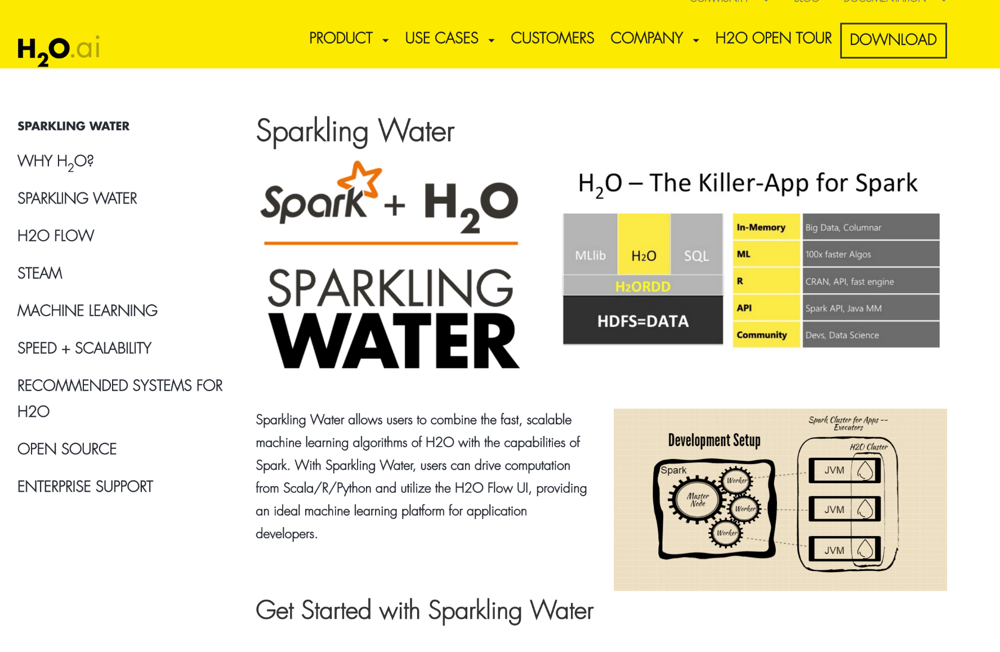 COMMUNITY BLOG DOCUMENTATION
H2O.ai
PRODUCT USE CASES CUSTOMERS COMPANY H2O OPEN TOUR DOWNLOAD
SPARKLING WATER
WHY H2O?
SPARKLING WATER
H2O FLOW
STEAM
MACHINE LEARNING
SPEED + SCALABILITY
RECOMMENDED SYSTEMS FOR
H2O
OPEN SOURCE
ENTERPRISE SUPPORT
Sparkling Water
Spark + H2O
SPARKLING
WATER
H2O – The Killer-App for Spark
MLlib H2O SQL
H2ORDD
HDFS=DATA
In-Memory Big Data, Columnar
ML 100x faster Algos
R CRAN, API, fast engine
API Spark API, Java MM
Community Devs, Data Science
Sparkling Water allows users to combine the fast, scalable
machine learning algorithms of H2O with the capabilities of
Spark. With Sparkling Water, users can drive computation
from Scala/R/Python and utilize the H2O Flow UI, providing
an ideal machine learning platform for application
developers.
Development Setup
Spark
Master
Node
Worker
Worker
Worker
Spark Cluster for Apps --
Executors
H2O Cluster
JVM
JVM
JVM
Get Started with Sparkling Water